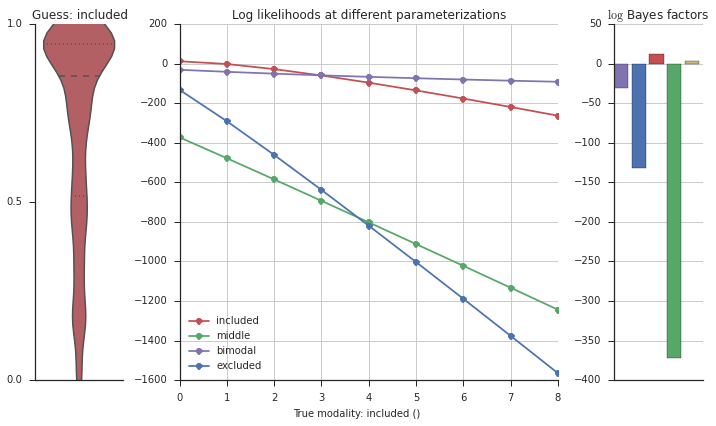 Guess: included
1.0
0.5
0.0
Log likelihoods at different parameterizations
200
0
−200
−400
−600
−800
−1000
−1200
−1400
−1600
included
middle
bimodal
excluded
0 1 2 3 4 5 6 7 8
True modality: included ()
log Bayes factors
50
0
−50
−100
−150
−200
−250
−300
−350
−400